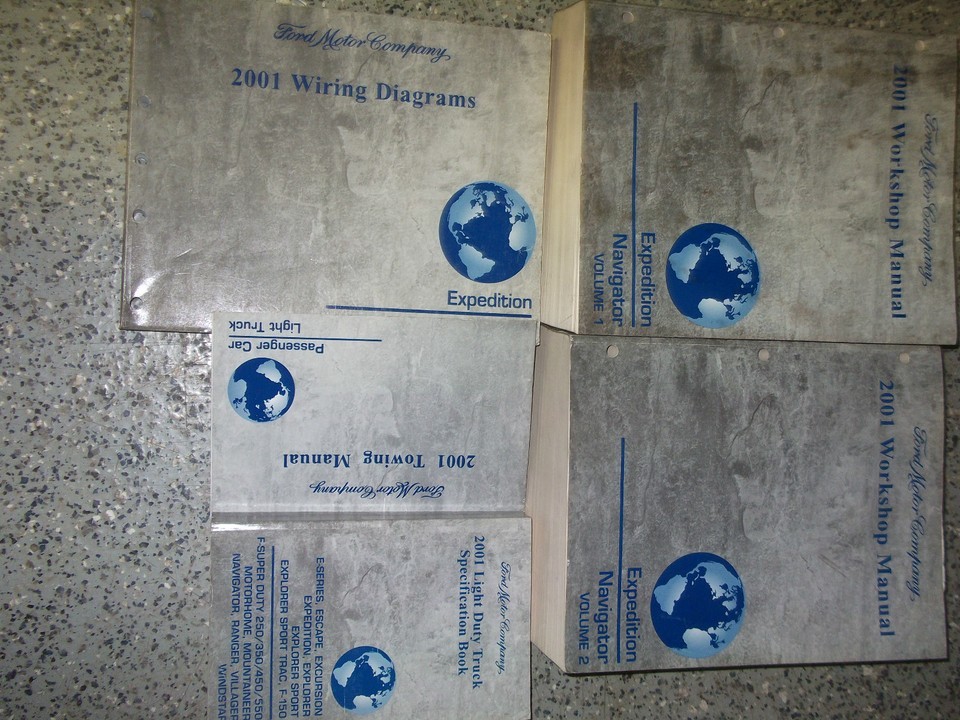 Ford Motor Company
2001 Wiring Diagrams
Expedition
Ford Motor Company
2001 Workshop Manual
Expedition
Navigator
VOLUME 1
Ford Motor Company
2001 Towing Manual
Passenger Car
Light Truck
Ford Motor Company
2001 Workshop Manual
Expedition
Navigator
VOLUME 2
Ford Motor Company
2001 Light Duty Truck
Specification Book
E-SERIES, ESCAPE, EXCURSION
EXPEDITION, EXPLORER
EXPLORER SPORT
EXPLORER SPORT TRAC, F-150
F-SUPER DUTY 250/350/450/550
MOTORHOME, MOUNTAINEER
NAVIGATOR, RANGER, VILLAGER
WINDSTAR